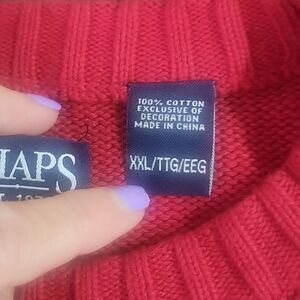 100% COTTON
EXCLUSIVE OF
DECORATION
MADE IN CHINA
XXL/TTG/EEG
HAPS